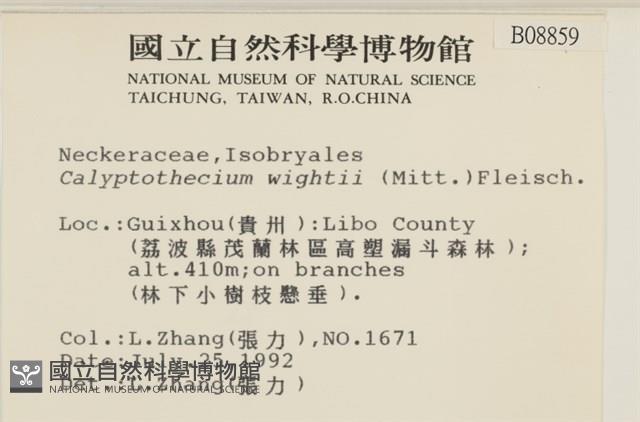 B08859
國立自然科學博物館
NATIONAL MUSEUM OF NATURAL SCIENCE
TAICHUNG, TAIWAN, R.O.CHINA
Neckeraceae,Isobryales
Calyptothecium wightii (Mitt.)Fleisch.
Loc.:Guixhou(貴州):Libo County
(荔波縣茂蘭林區高塑漏斗森林);
alt.410m;on branches
(林下小樹枝懸垂).
Col.:L.Zhang(張力),NO.1671
Date:July.25,1992
Det.:L.Zhang(張力)
國立自然科學博物館
NATIONAL MUSEUM OF NATURAL SCIENCE